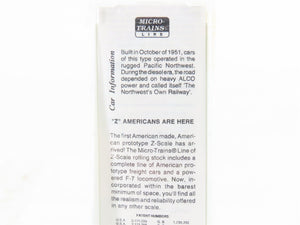 MICRO-
TRAINS®
LINE
Car Information
Built in October of 1951, cars
of this type operated in the
rugged Pacific Northwest.
During the diesel era, the road
depended on heavy ALCO
power and called itself 'The
Northwest's Own Railway'.
"Z" AMERICANS ARE HERE
The first American made, Ameri-
can prototype Z-Scale has ar-
rived! The Micro-Trains® Line of
Z-Scale rolling stock includes a
complete line of American pro-
totype freight cars and a pow-
ered F-7 locomotive. Now, in-
corporated within the barest
minimum of space, you'll find all
the realism and reliability offered
in any other scale.
PATENT NUMBERS